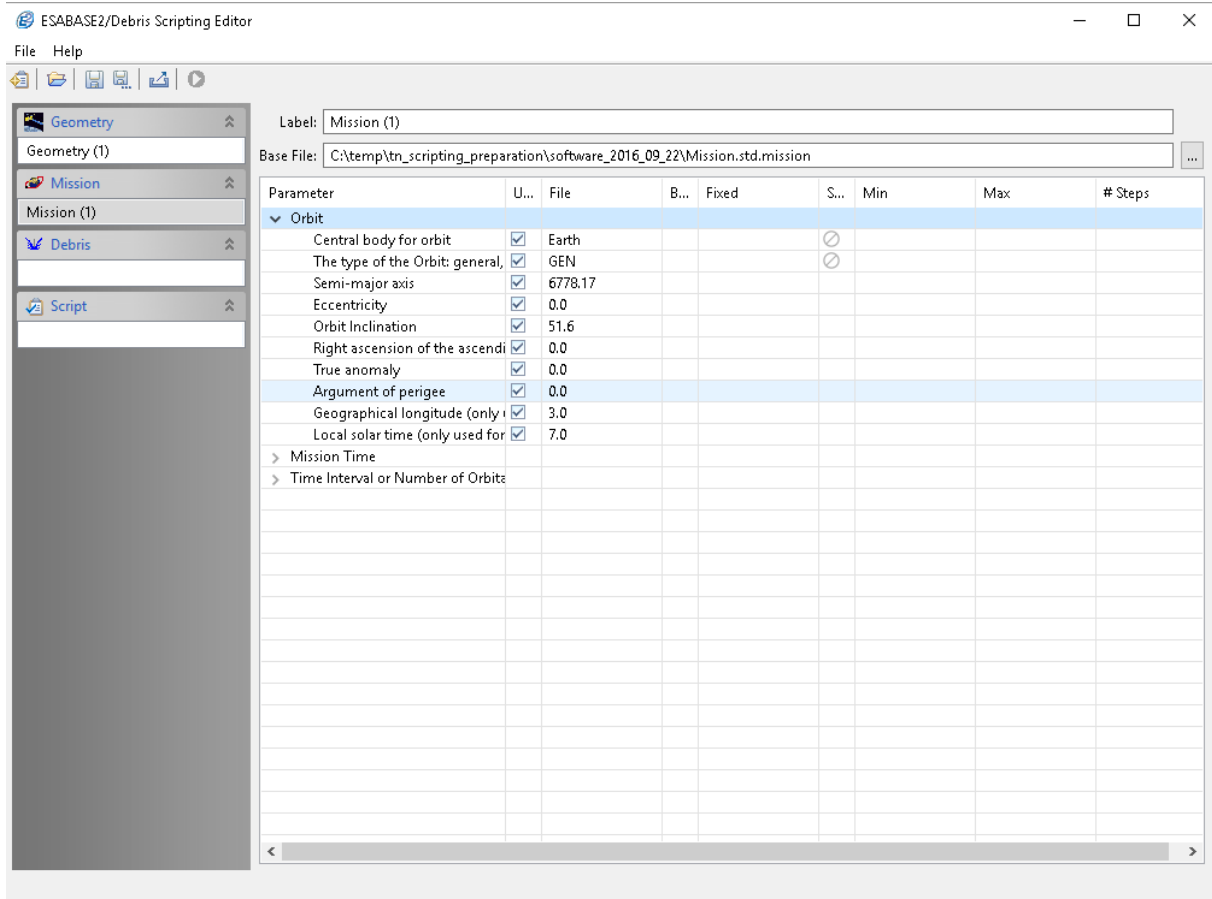 ESABASE2/Debris Scripting Editor
File Help
Geometry
Geometry (1)
Mission
Mission (1)
Debris
Script
Label: Mission (1)
Base File: C:\temp\tn_scripting_preparation\software_2016_09_22\Mission.std.mission ...
Parameter U... File B... Fixed S... Min Max # Steps
Orbit
Central body for orbit Earth
The type of the Orbit: general, GEN
Semi-major axis 6778.17
Eccentricity 0.0
Orbit Inclination 51.6
Right ascension of the ascendi 0.0
True anomaly 0.0
Argument of perigee 0.0
Geographical longitude (only 3.0
Local solar time (only used for 7.0
Mission Time
Time Interval or Number of Orbita